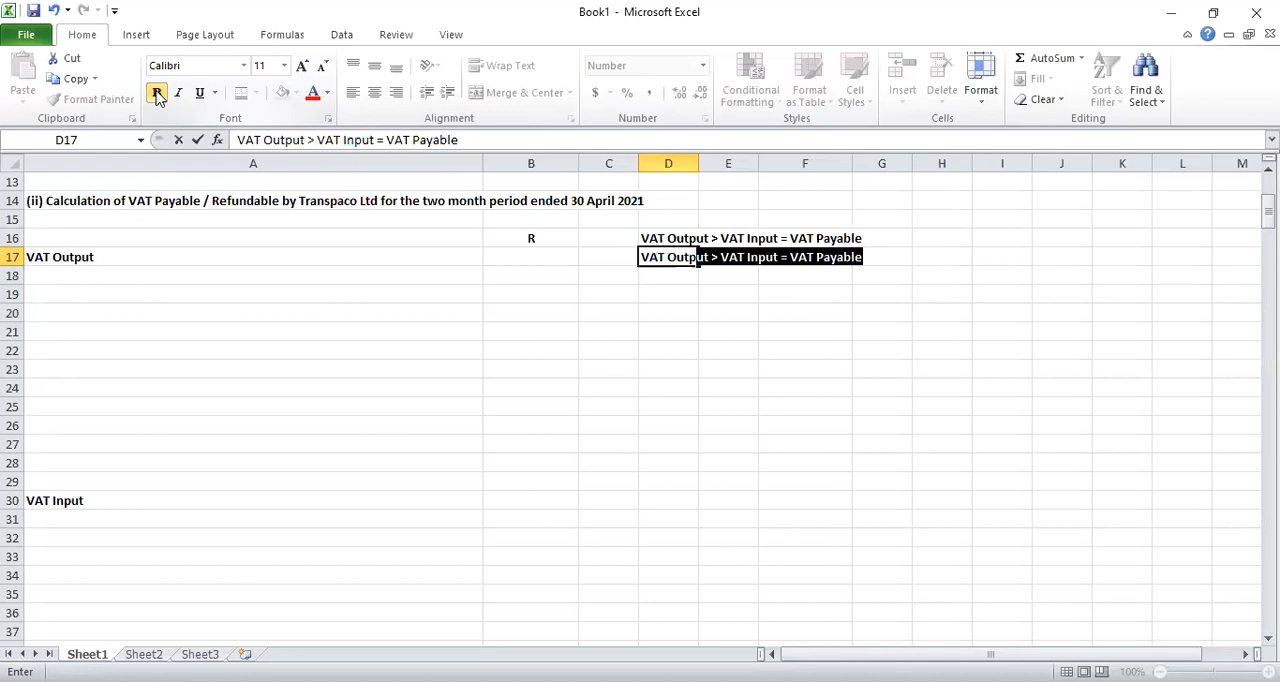 Book1 - Microsoft Excel
File Home Insert Page Layout Formulas Data Review View
Paste Cut Copy Format Painter
Calibri 11
B I U A
Wrap Text
Merge & Center
Number
$ % ,
Conditional Formatting Format as Table Cell Styles
Insert Delete Format
Σ AutoSum Fill Clear Sort & Filter Find & Select
Clipboard Font Alignment Number Styles Cells Editing
D17 fx VAT Output > VAT Input = VAT Payable
A B C D E F G H I J K L M
13
14 (ii) Calculation of VAT Payable / Refundable by Transpaco Ltd for the two month period ended 30 April 2021
15
16 R VAT Output > VAT Input = VAT Payable
17 VAT Output VAT Output > VAT Input = VAT Payable
18
19
20
21
22
23
24
25
26
27
28
29
30 VAT Input
31
32
33
34
35
36
37
Sheet1 Sheet2 Sheet3
Enter 100%